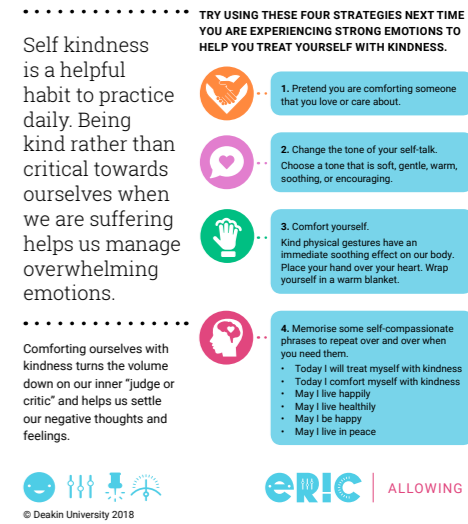 Self kindness
is a helpful
habit to practice
daily. Being
kind rather than
critical towards
ourselves when
we are suffering
helps us manage
overwhelming
emotions.
Comforting ourselves with
kindness turns the volume
down on our inner “judge or
critic” and helps us settle
our negative thoughts and
feelings.
TRY USING THESE FOUR STRATEGIES NEXT TIME
YOU ARE EXPERIENCING STRONG EMOTIONS TO
HELP YOU TREAT YOURSELF WITH KINDNESS.
1. Pretend you are comforting someone
that you love or care about.
2. Change the tone of your self-talk.
Choose a tone that is soft, gentle, warm,
soothing, or encouraging.
3. Comfort yourself.
Kind physical gestures have an
immediate soothing effect on our body.
Place your hand over your heart. Wrap
yourself in a warm blanket.
4. Memorise some self-compassionate
phrases to repeat over and over when
you need them.
• Today I will treat myself with kindness
• Today I comfort myself with kindness
• May I live happily
• May I live healthily
• May I be happy
• May I live in peace
© Deakin University 2018
eRIC | ALLOWING